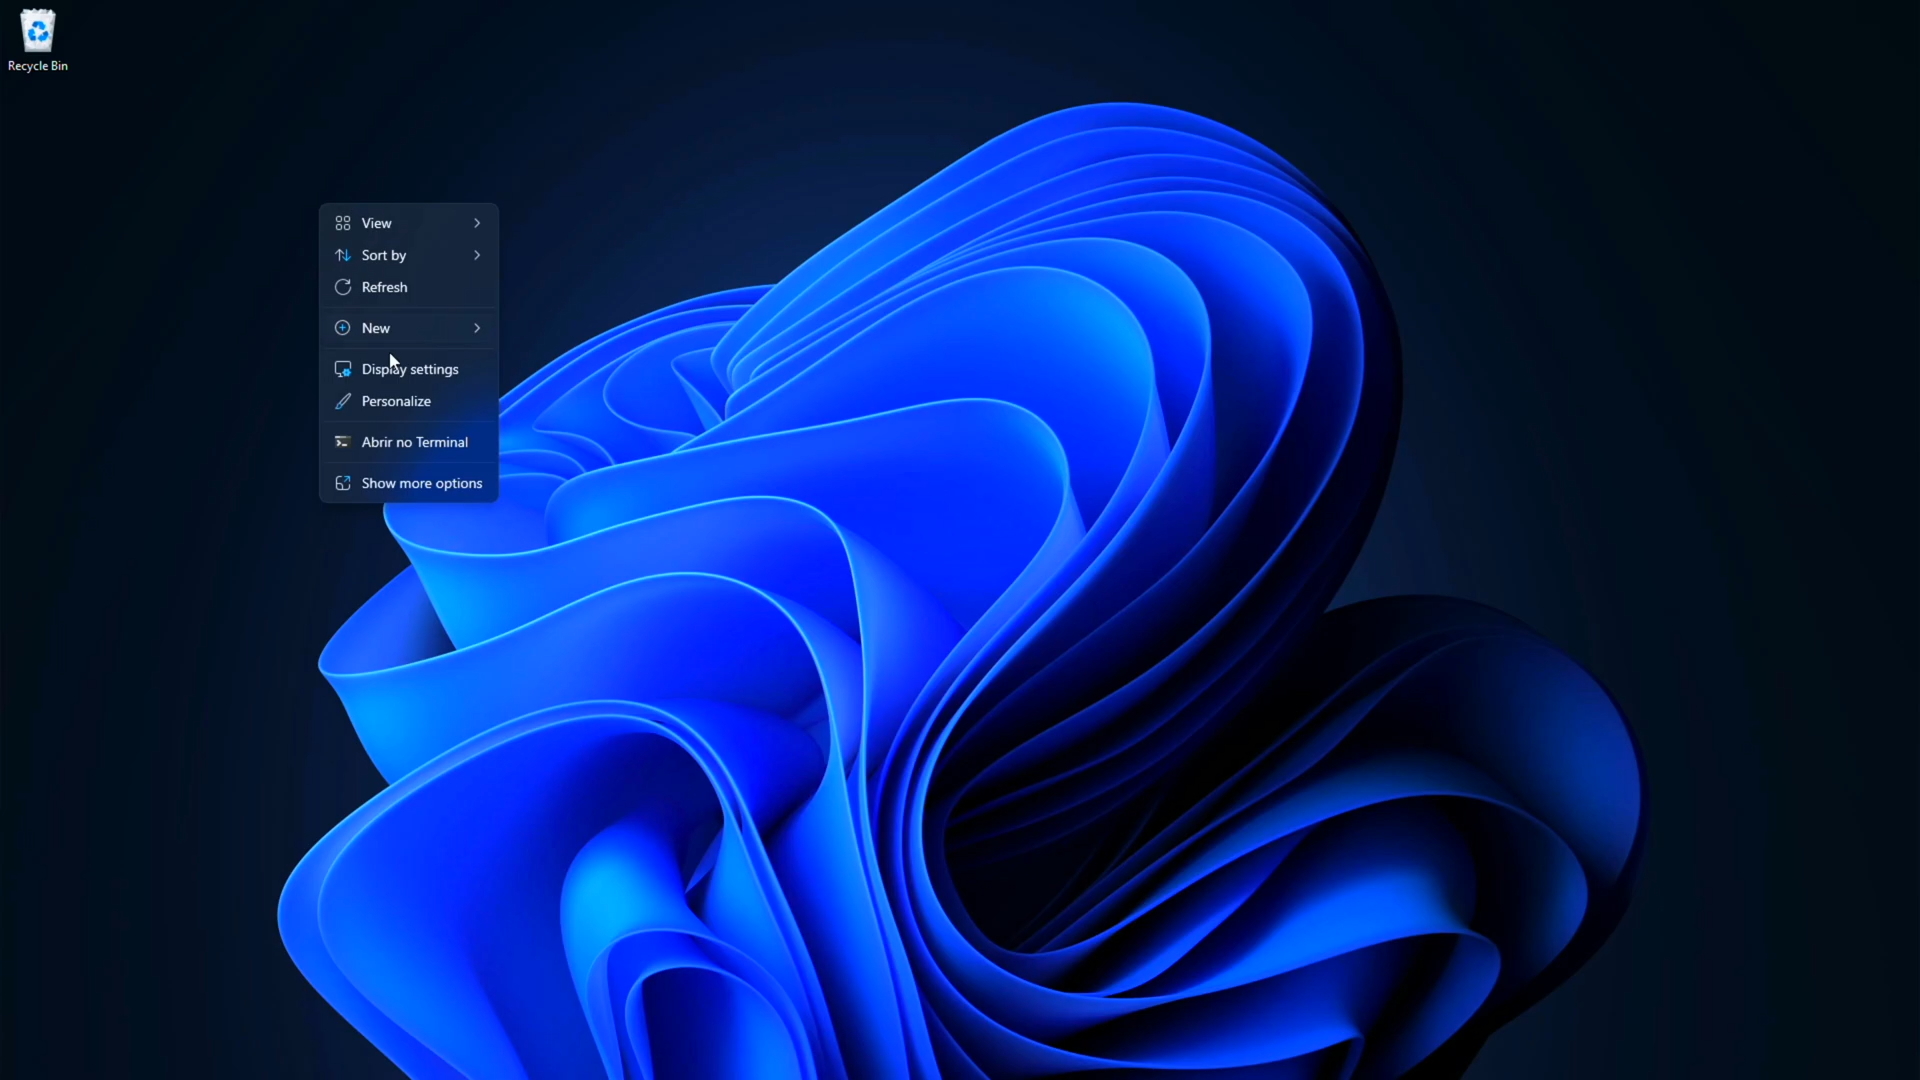 Recycle Bin
View
Sort by
Refresh
New
Display settings
Personalize
Abrir no Terminal
Show more options